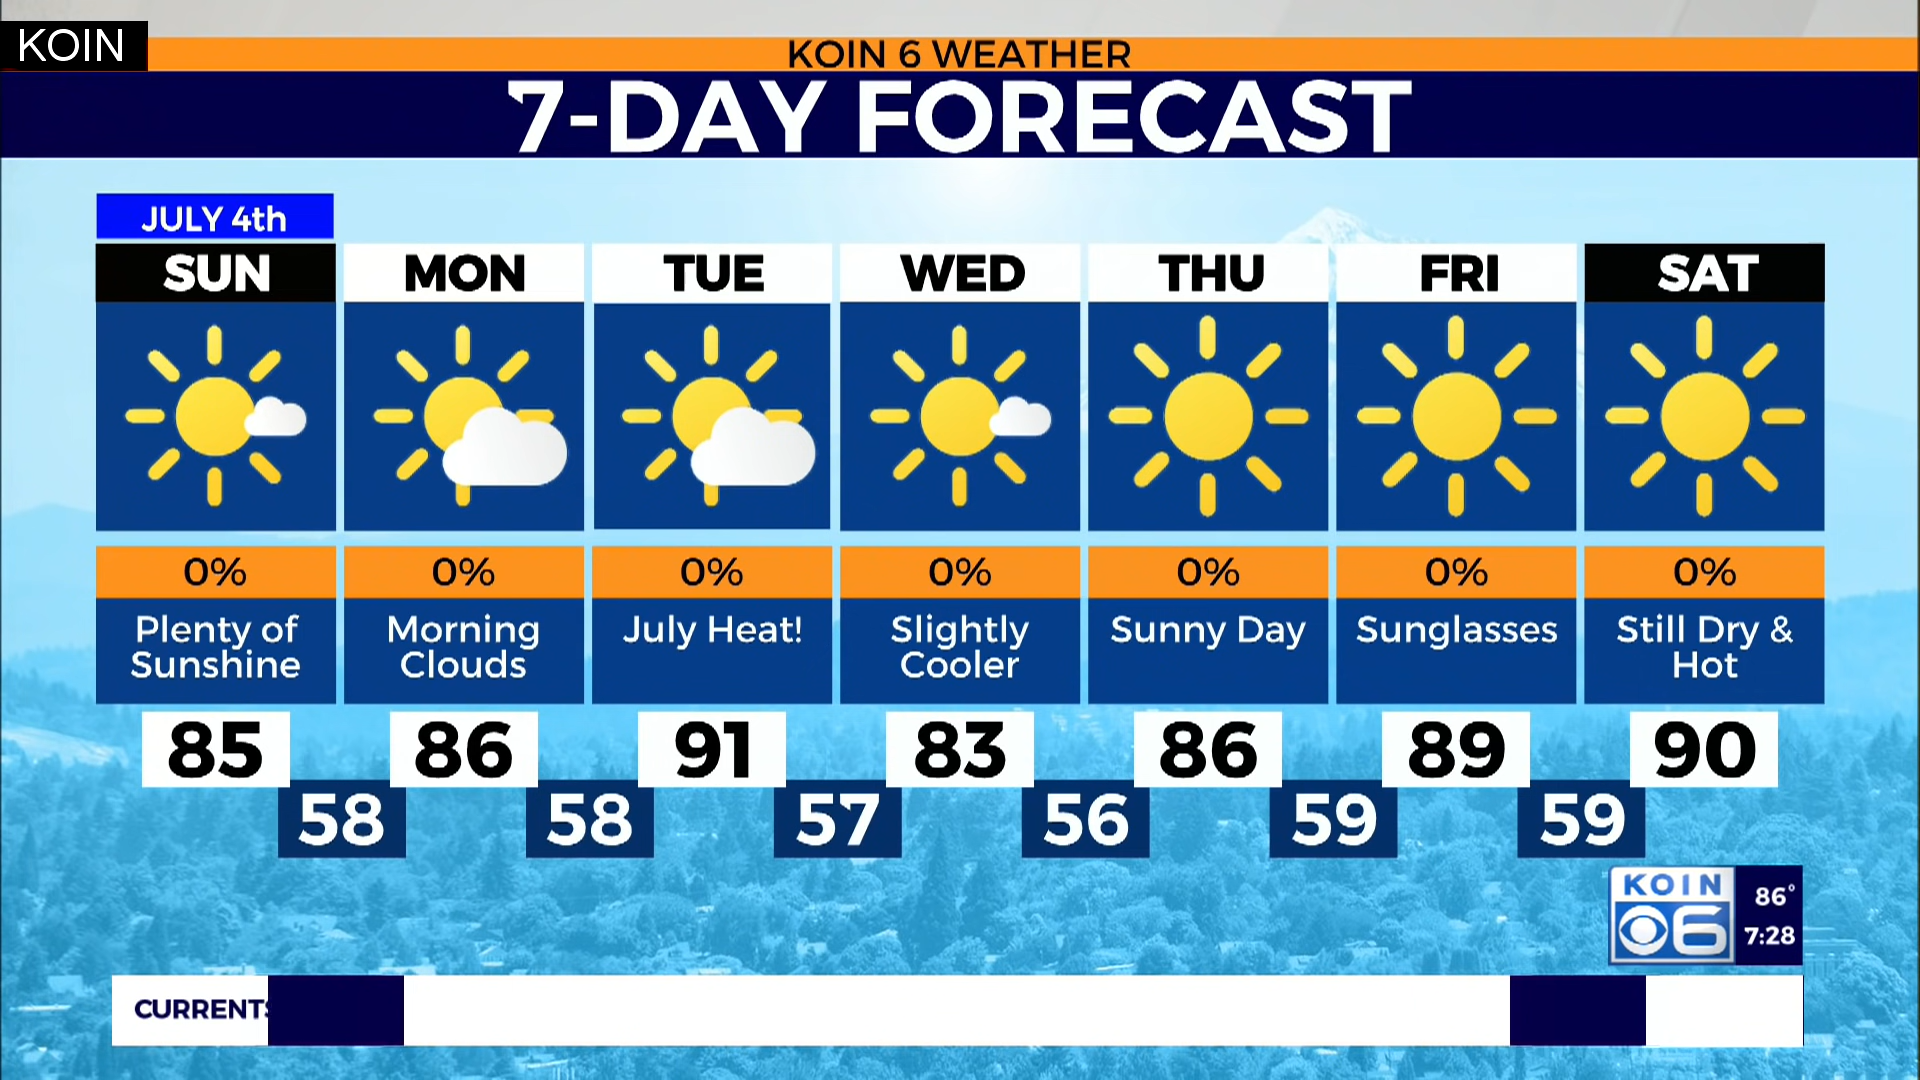 KOIN
KOIN 6 WEATHER
7-DAY FORECAST
JULY 4th
SUN MON TUE WED THU FRI SAT
0% 0% 0% 0% 0% 0% 0%
Plenty of Sunshine
Morning Clouds
July Heat!
Slightly Cooler
Sunny Day
Sunglasses
Still Dry & Hot
85 86 91 83 86 89 90
58 58 57 56 59 59
KOIN
6
86°
7:28
CURRENTS